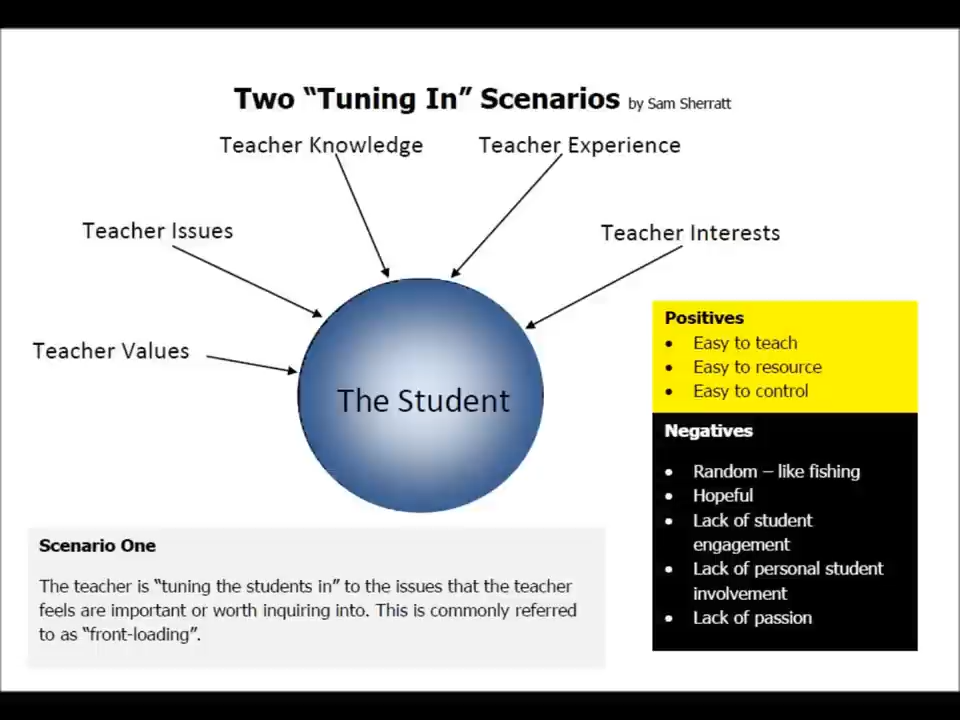 Two “Tuning In” Scenarios by Sam Sherratt
Teacher Knowledge
Teacher Experience
Teacher Issues
Teacher Interests
Teacher Values
The Student
Positives
• Easy to teach
• Easy to resource
• Easy to control
Negatives
• Random – like fishing
• Hopeful
• Lack of student
engagement
• Lack of personal student
involvement
• Lack of passion
Scenario One
The teacher is “tuning the students in” to the issues that the teacher
feels are important or worth inquiring into. This is commonly referred
to as “front-loading”.